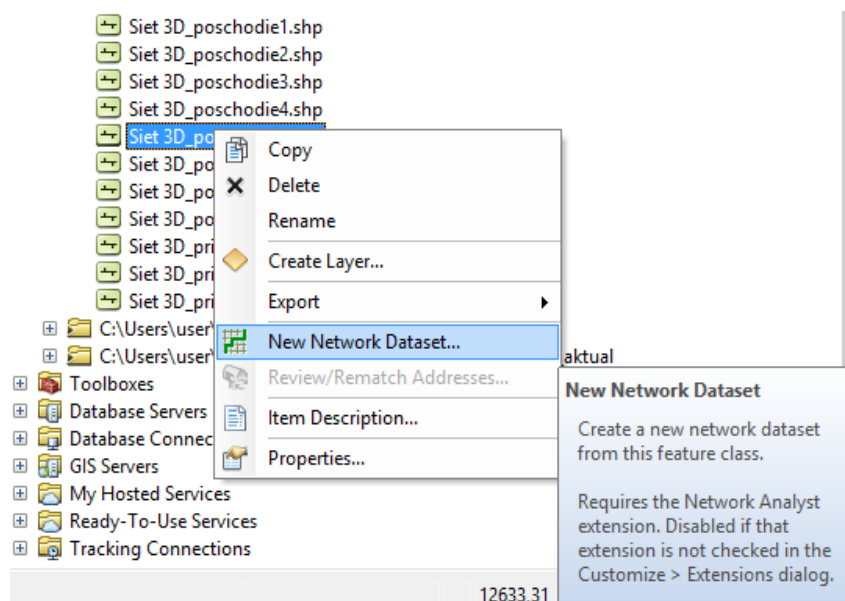 Siet 3D_poschodie1.shp
Siet 3D_poschodie2.shp
Siet 3D_poschodie3.shp
Siet 3D_poschodie4.shp
Siet 3D_po
Siet 3D_po
Siet 3D_po
Siet 3D_po
Siet 3D_pri
Siet 3D_pri
Siet 3D_pri
C:\Users\user\
C:\Users\user\ aktual
Toolboxes
Database Servers
Database Connec
GIS Servers
My Hosted Services
Ready-To-Use Services
Tracking Connections
Copy
Delete
Rename
Create Layer...
Export
New Network Dataset...
Review/Rematch Addresses...
Item Description...
Properties...
New Network Dataset
Create a new network dataset
from this feature class.
Requires the Network Analyst
extension. Disabled if that
extension is not checked in the
Customize > Extensions dialog.
12633.31